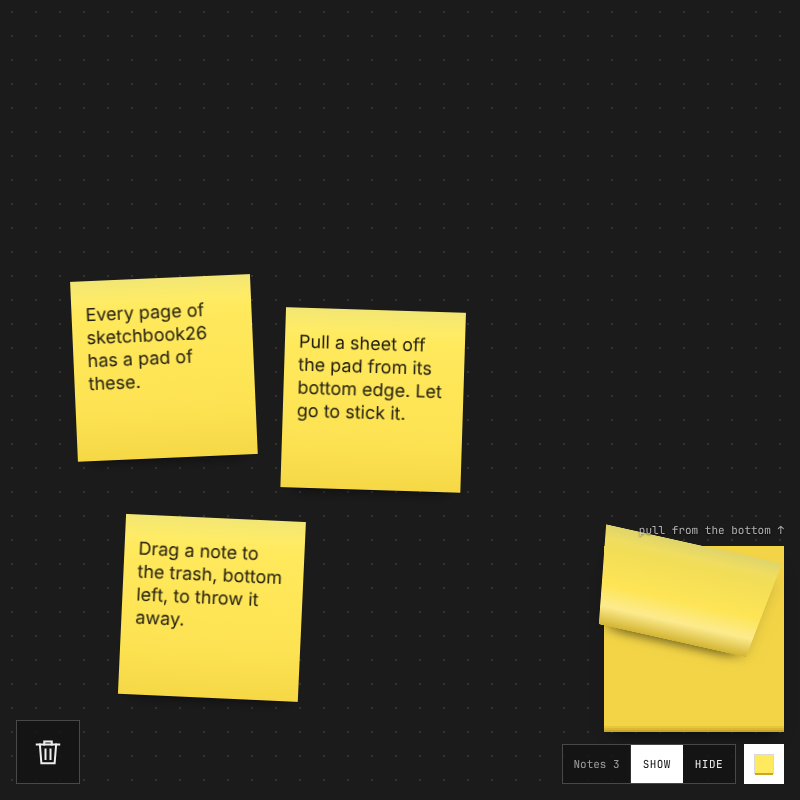 Every page of
sketchbook26
has a pad of
these.
Pull a sheet off
the pad from its
bottom edge. Let
go to stick it.
Drag a note to
the trash, bottom
left, to throw it
away.
pull from the bottom ↑
Notes 3 SHOW HIDE